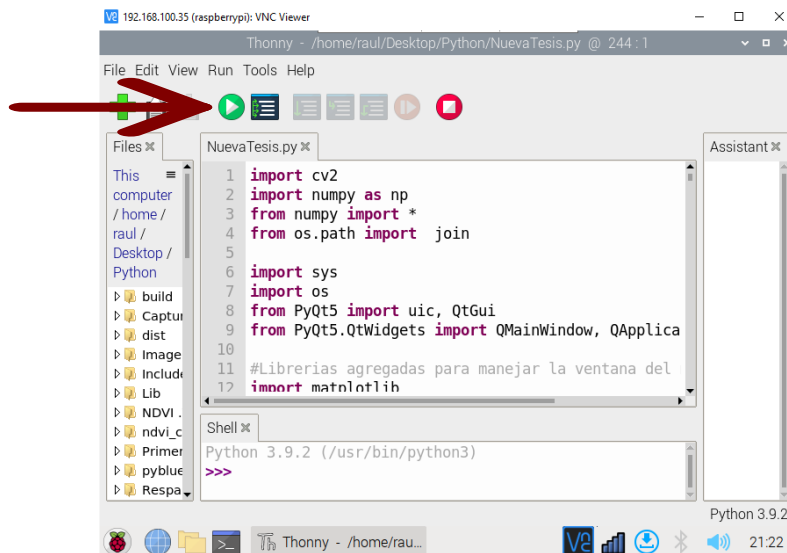 192.168.100.35 (raspberrypi): VNC Viewer
Thonny - /home/raul/Desktop/Python/NuevaTesis.py @ 244 : 1
File Edit View Run Tools Help
Files
This computer
/ home /
raul /
Desktop /
Python
build
Captur
dist
Image
Include
Lib
NDVI .
ndvi_c
Primer
pyblue
Respa
NuevaTesis.py
1 import cv2
2 import numpy as np
3 from numpy import *
4 from os.path import  join
5
6 import sys
7 import os
8 from PyQt5 import uic, QtGui
9 from PyQt5.QtWidgets import QMainWindow, QApplica
10
11 #Librerias agregadas para manejar la ventana del
12 import matplotlib
Shell
Python 3.9.2 (/usr/bin/python3)
>>>
Assistant
Python 3.9.2
Thonny - /home/rau...
21:22